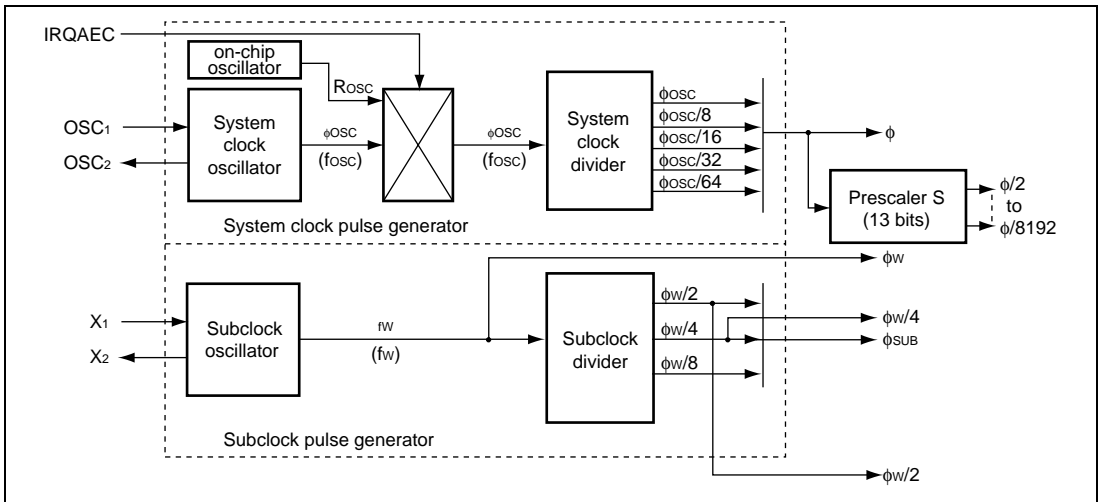 IRQAEC
on-chip
oscillator
ROSC
OSC1
OSC2
System
clock
oscillator
φOSC
(fOSC)
φOSC
(fOSC)
System
clock
divider
φOSC
φOSC/8
φOSC/16
φOSC/32
φOSC/64
φ
Prescaler S
(13 bits)
φ/2
to
φ/8192
System clock pulse generator
φW
X1
X2
Subclock
oscillator
fW
(fW)
Subclock
divider
φW/2
φW/4
φW/8
φW/4
φSUB
Subclock pulse generator
φW/2